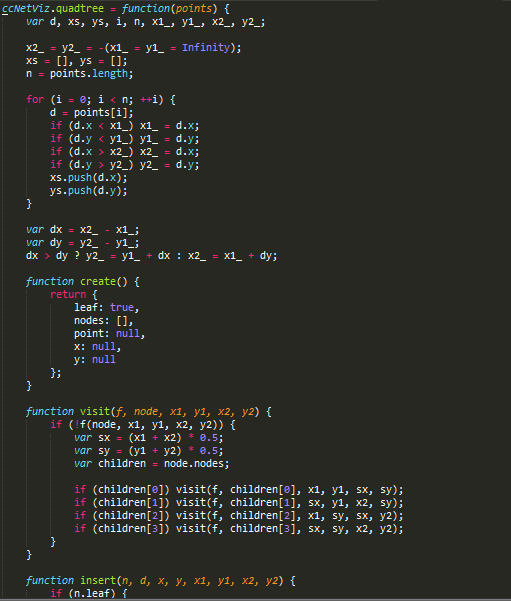 ccNetViz.quadtree = function(points) {
    var d, xs, ys, i, n, x1_, y1_, x2_, y2_;

    x2_ = y2_ = -(x1_ = y1_ = Infinity);
    xs = [], ys = [];
    n = points.length;

    for (i = 0; i < n; ++i) {
        d = points[i];
        if (d.x < x1_) x1_ = d.x;
        if (d.y < y1_) y1_ = d.y;
        if (d.x > x2_) x2_ = d.x;
        if (d.y > y2_) y2_ = d.y;
        xs.push(d.x);
        ys.push(d.y);
    }

    var dx = x2_ - x1_;
    var dy = y2_ - y1_;
    dx > dy ? y2_ = y1_ + dx : x2_ = x1_ + dy;

    function create() {
        return {
            leaf: true,
            nodes: [],
            point: null,
            x: null,
            y: null
        };
    }

    function visit(f, node, x1, y1, x2, y2) {
        if (!f(node, x1, y1, x2, y2)) {
            var sx = (x1 + x2) * 0.5;
            var sy = (y1 + y2) * 0.5;
            var children = node.nodes;

            if (children[0]) visit(f, children[0], x1, y1, sx, sy);
            if (children[1]) visit(f, children[1], sx, y1, x2, sy);
            if (children[2]) visit(f, children[2], x1, sy, sx, y2);
            if (children[3]) visit(f, children[3], sx, sy, x2, y2);
        }
    }

    function insert(n, d, x, y, x1, y1, x2, y2) {
        if (n.leaf) {